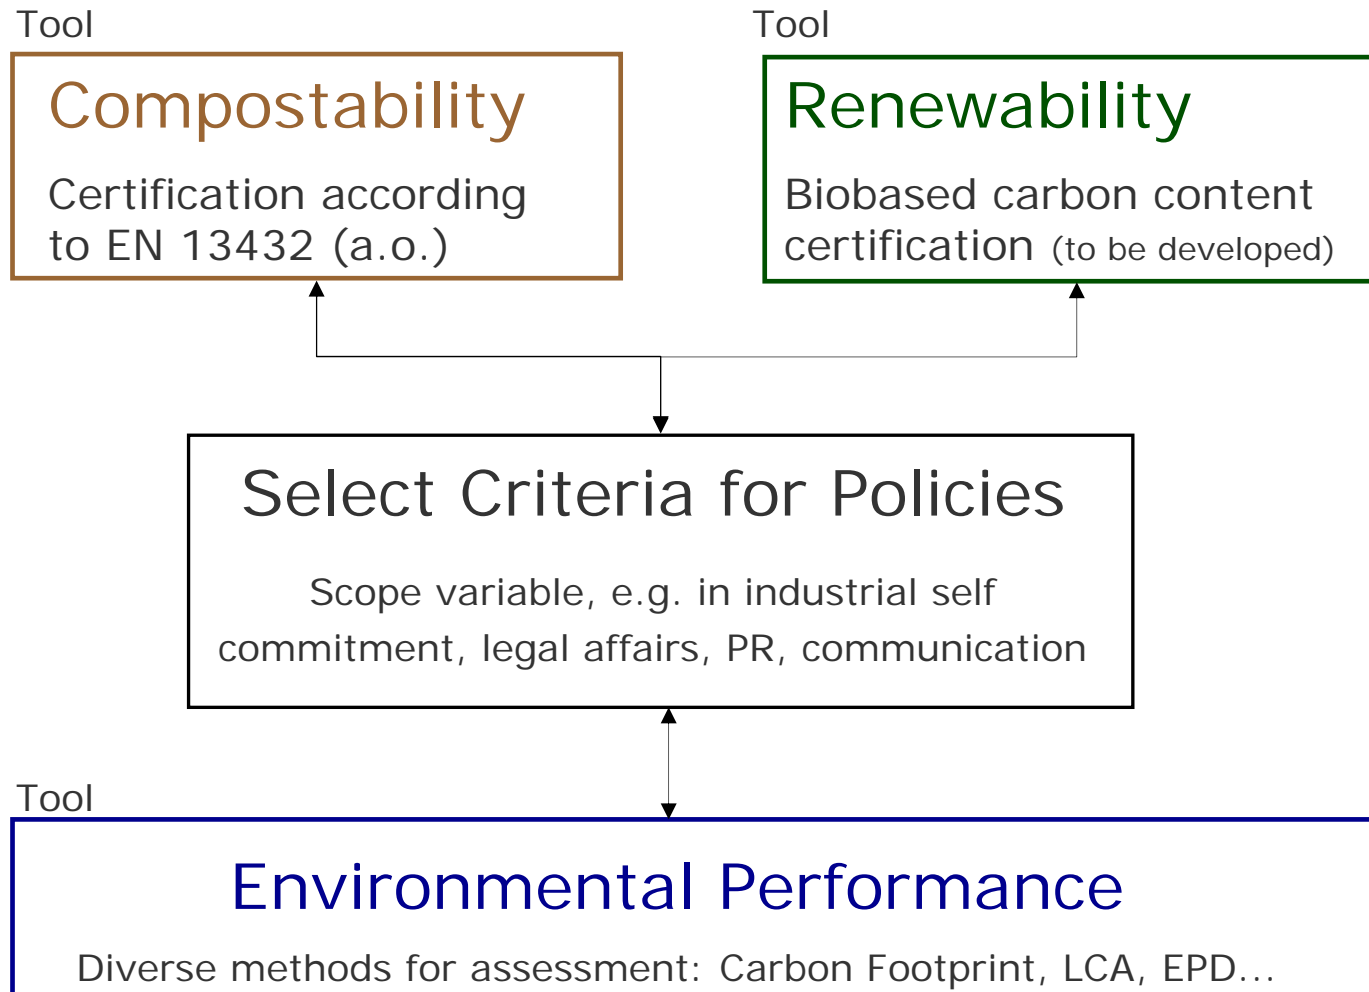 Tool
Compostability
Certification according
to EN 13432 (a.o.)
Tool
Renewability
Biobased carbon content
certification (to be developed)
Select Criteria for Policies
Scope variable, e.g. in industrial self
commitment, legal affairs, PR, communication
Tool
Environmental Performance
Diverse methods for assessment: Carbon Footprint, LCA, EPD...